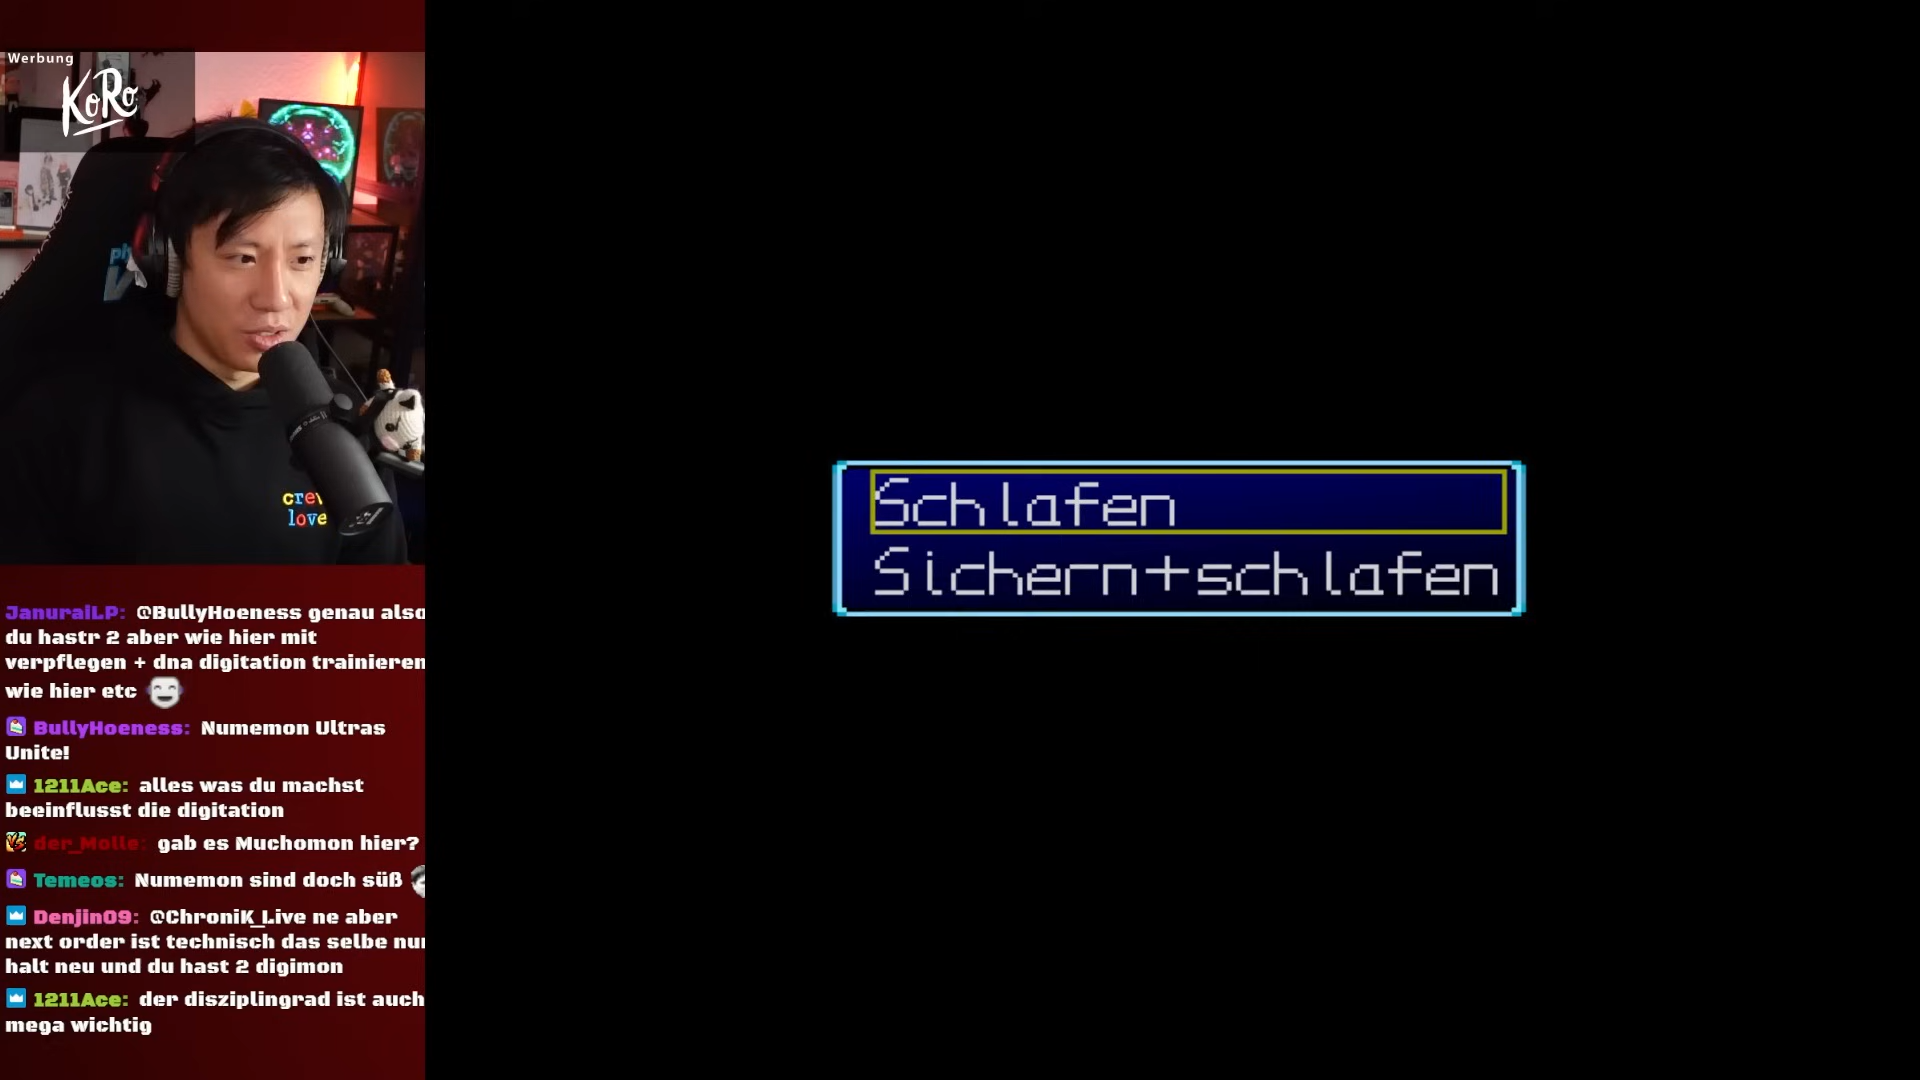 Werbung
KoRo
crew
love
JanuraiLP: @BullyHoeness genau also
du hastr 2 aber wie hier mit
verpflegen + dna digitation trainieren
wie hier etc
BullyHoeness: Numemon Ultras
Unite!
1211Ace: alles was du machst
beeinflusst die digitation
der_Molle: gab es Muchomon hier?
Temeos: Numemon sind doch süß
Denjin09: @ChroniK_Live ne aber
next order ist technisch das selbe nur
halt neu und du hast 2 digimon
1211Ace: der disziplingrad ist auch
mega wichtig
Schlafen
Sichern+schlafen